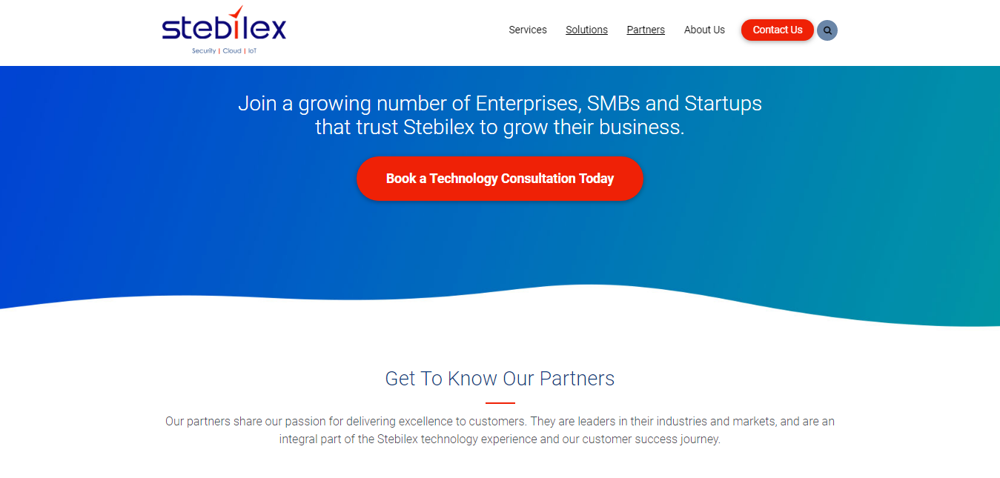 stebilex
Security | Cloud | IoT
Services Solutions Partners About Us Contact Us
Join a growing number of Enterprises, SMBs and Startups
that trust Stebilex to grow their business.
Book a Technology Consultation Today
Get To Know Our Partners
Our partners share our passion for delivering excellence to customers. They are leaders in their industries and markets, and are an
integral part of the Stebilex technology experience and our customer success journey.